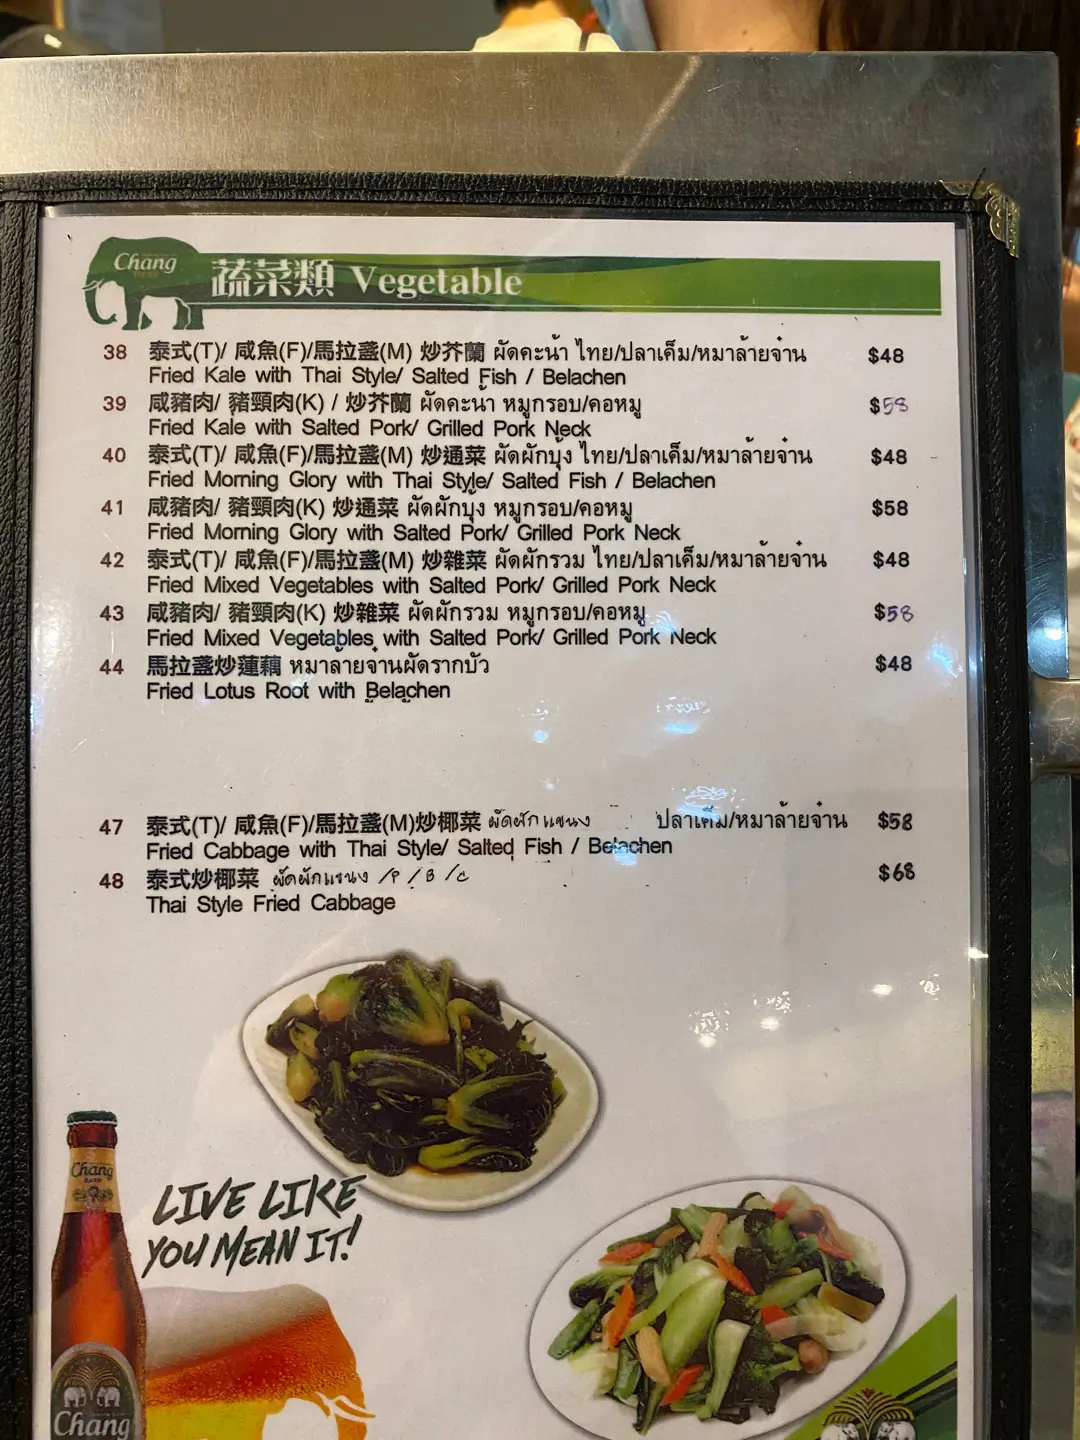 Chang
蔬菜類 Vegetable
38 泰式(T)/ 咸魚(F)/馬拉盞(M) 炒芥蘭 ผัดคะน้า ไทย/ปลาเค็ม/หมาล้ายจ๋าน $48
Fried Kale with Thai Style/ Salted Fish / Belachen
39 咸豬肉/ 豬頸肉(K) / 炒芥蘭 ผัดคะน้า หมูกรอบ/คอหมู $58
Fried Kale with Salted Pork/ Grilled Pork Neck
40 泰式(T)/ 咸魚(F)/馬拉盞(M) 炒通菜 ผัดผักบุ้ง ไทย/ปลาเค็ม/หมาล้ายจ๋าน $48
Fried Morning Glory with Thai Style/ Salted Fish / Belachen
41 咸豬肉/ 豬頸肉(K) 炒通菜 ผัดผักบุ้ง หมูกรอบ/คอหมู $58
Fried Morning Glory with Salted Pork/ Grilled Pork Neck
42 泰式(T)/ 咸魚(F)/馬拉盞(M) 炒雜菜 ผัดผักรวม ไทย/ปลาเค็ม/หมาล้ายจ๋าน $48
Fried Mixed Vegetables with Salted Pork/ Grilled Pork Neck
43 咸豬肉/ 豬頸肉(K) 炒雜菜 ผัดผักรวม หมูกรอบ/คอหมู $58
Fried Mixed Vegetables with Salted Pork/ Grilled Pork Neck
44 馬拉盞炒蓮藕 หมาล้ายจ๋านผัดรากบัว $48
Fried Lotus Root with Belachen
47 泰式(T)/ 咸魚(F)/馬拉盞(M)炒椰菜 ผัดผักแขนง ปลาเค็ม/หมาล้ายจ๋าน $58
Fried Cabbage with Thai Style/ Salted Fish / Belachen
48 泰式炒椰菜 ผัดผักแขนง /P/B/C $68
Thai Style Fried Cabbage
Chang
LIVE LIKE
YOU MEAN IT!
Chang